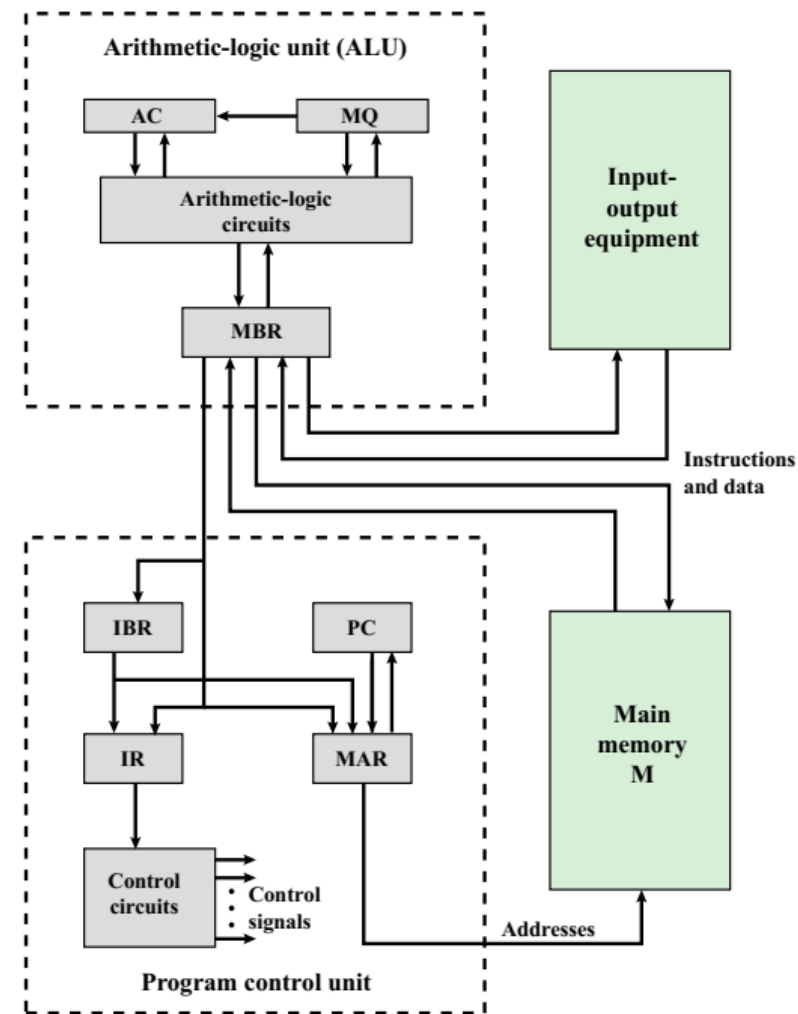 Arithmetic-logic unit (ALU)
AC
MQ
Arithmetic-logic
circuits
MBR
Input-
output
equipment
Instructions
and data
IBR
PC
IR
MAR
Main
memory
M
Control
circuits
Control
signals
Addresses
Program control unit